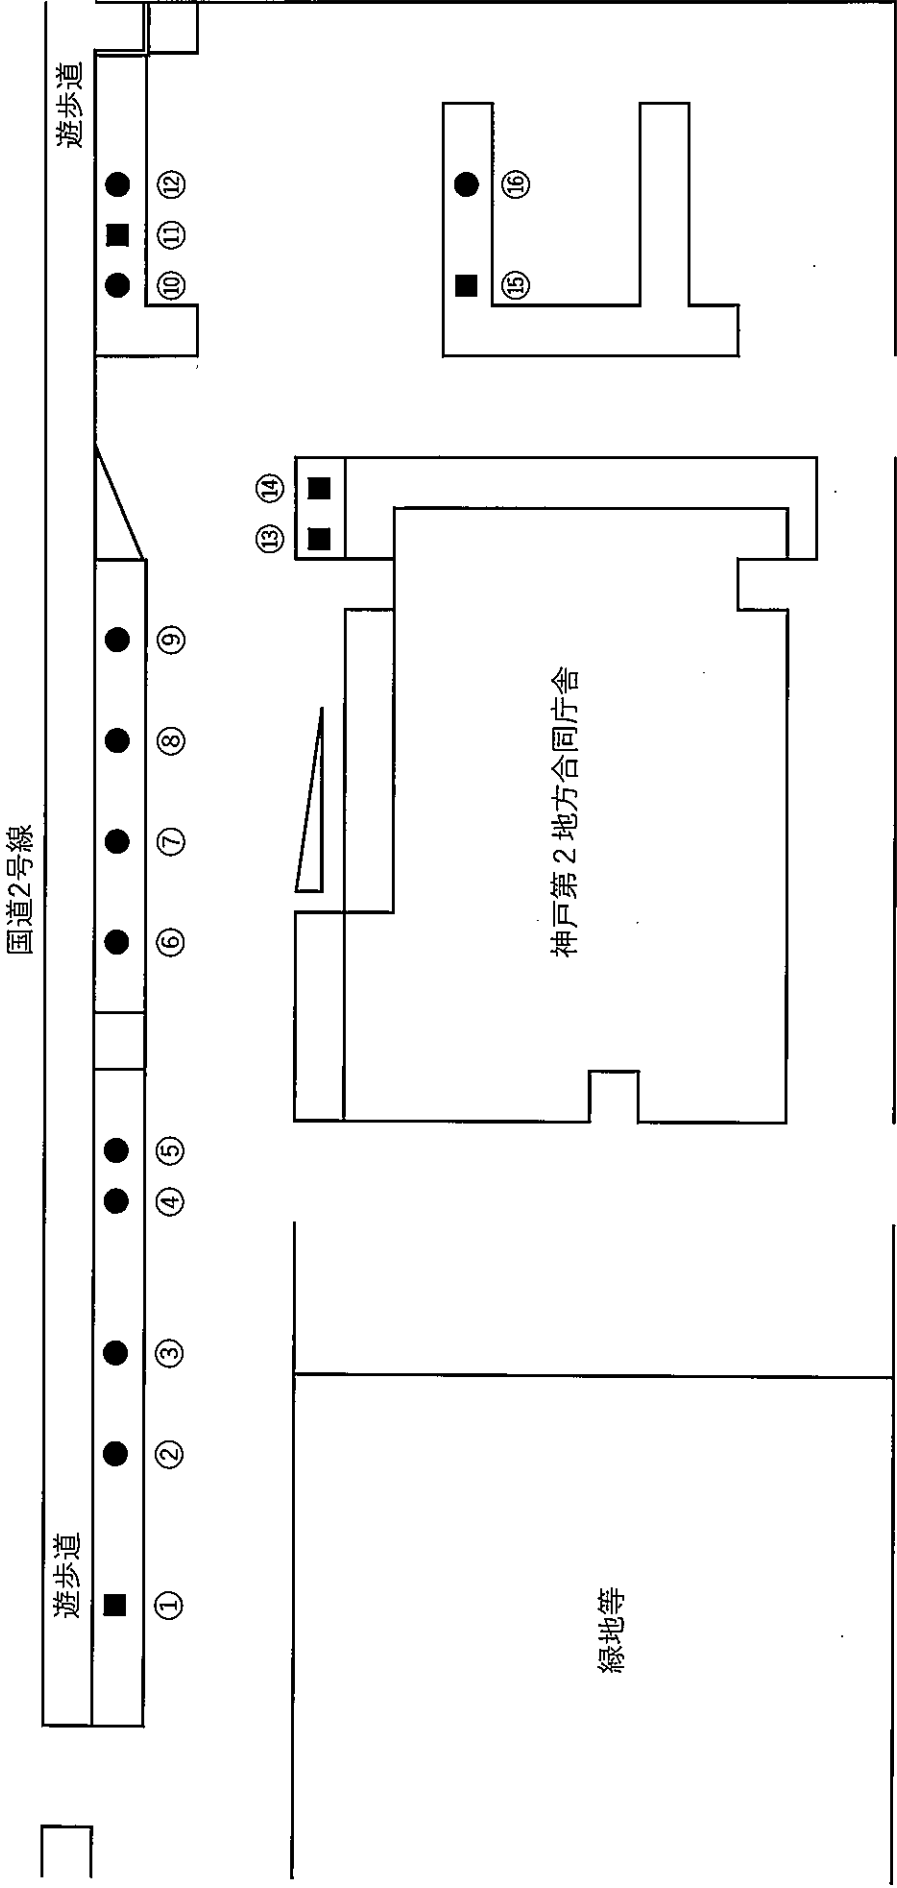 国道2号線
遊歩道
遊歩道
① ② ③ ④ ⑤ ⑥ ⑦ ⑧ ⑨ ⑩ ⑪ ⑫
⑬ ⑭
⑮ ⑯
神戸第2地方合同庁舎
緑地等